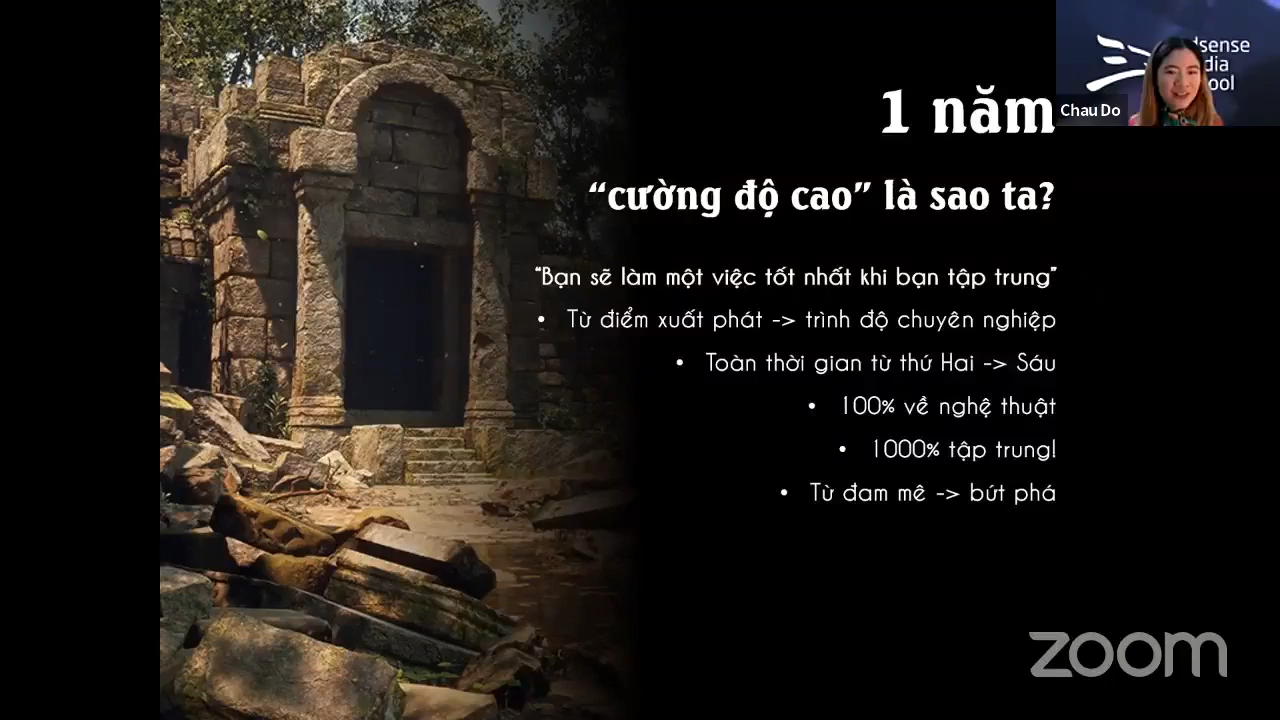 1 năm
“cường độ cao” là sao ta?
“Bạn sẽ làm một việc tốt nhất khi bạn tập trung”
• Từ điểm xuất phát -> trình độ chuyên nghiệp
• Toàn thời gian từ thứ Hai -> Sáu
• 100% về nghệ thuật
• 1000% tập trung!
• Từ đam mê -> bứt phá
Chau Do
zoom